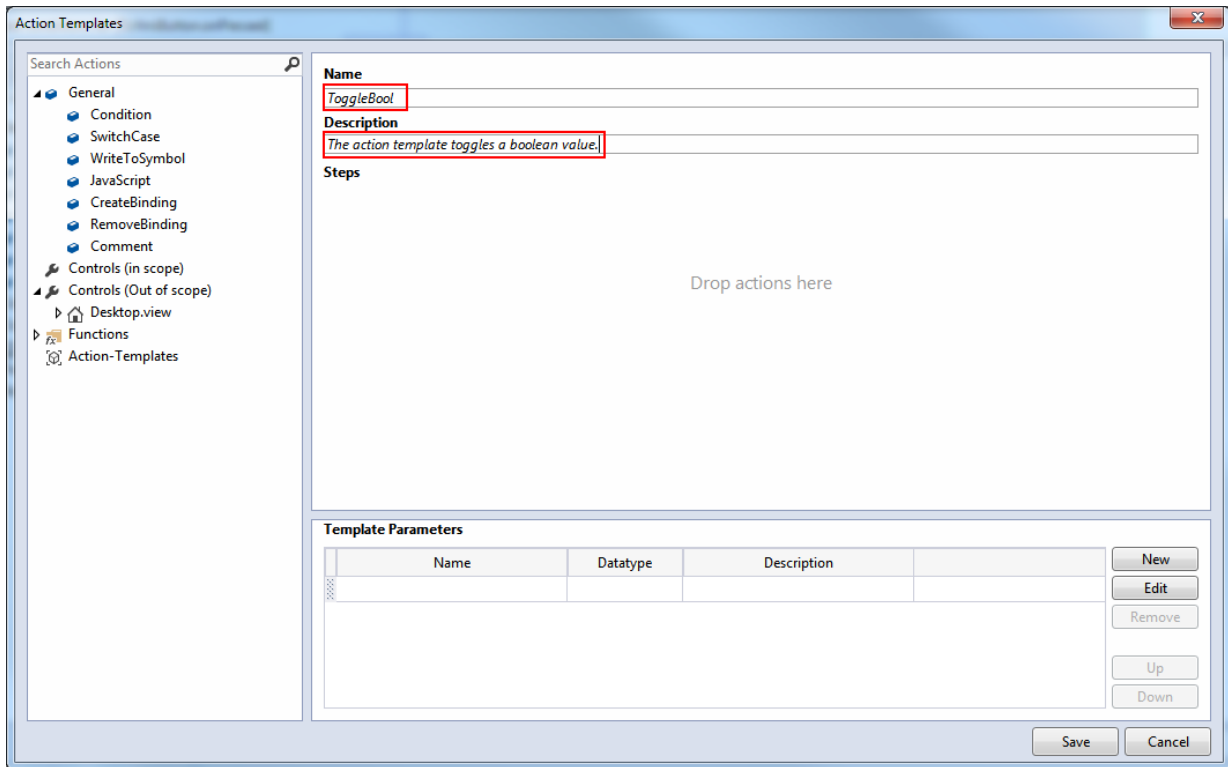 Action Templates
Search Actions
General
Condition
SwitchCase
WriteToSymbol
JavaScript
CreateBinding
RemoveBinding
Comment
Controls (in scope)
Controls (Out of scope)
Desktop.view
Functions
Action-Templates
Name
ToggleBool
Description
The action template toggles a boolean value.
Steps
Drop actions here
Template Parameters
Name Datatype Description
New
Edit
Remove
Up
Down
Save Cancel